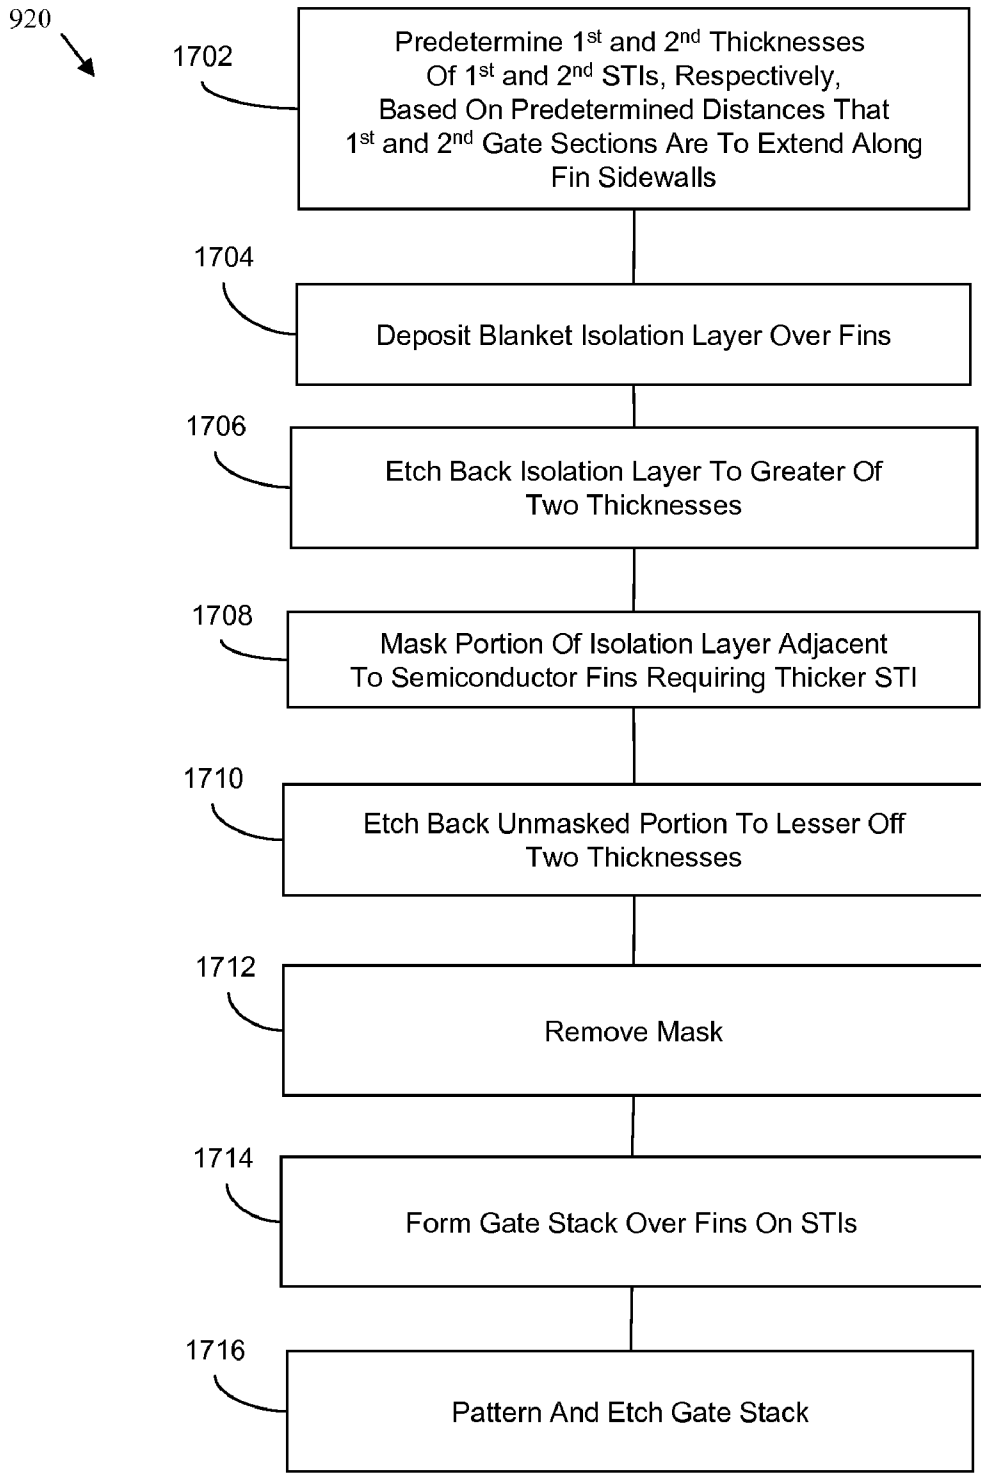 920
1702
Predetermine 1st and 2nd Thicknesses
Of 1st and 2nd STIs, Respectively,
Based On Predetermined Distances That
1st and 2nd Gate Sections Are To Extend Along
Fin Sidewalls
1704
Deposit Blanket Isolation Layer Over Fins
1706
Etch Back Isolation Layer To Greater Of
Two Thicknesses
1708
Mask Portion Of Isolation Layer Adjacent
To Semiconductor Fins Requiring Thicker STI
1710
Etch Back Unmasked Portion To Lesser Off
Two Thicknesses
1712
Remove Mask
1714
Form Gate Stack Over Fins On STIs
1716
Pattern And Etch Gate Stack